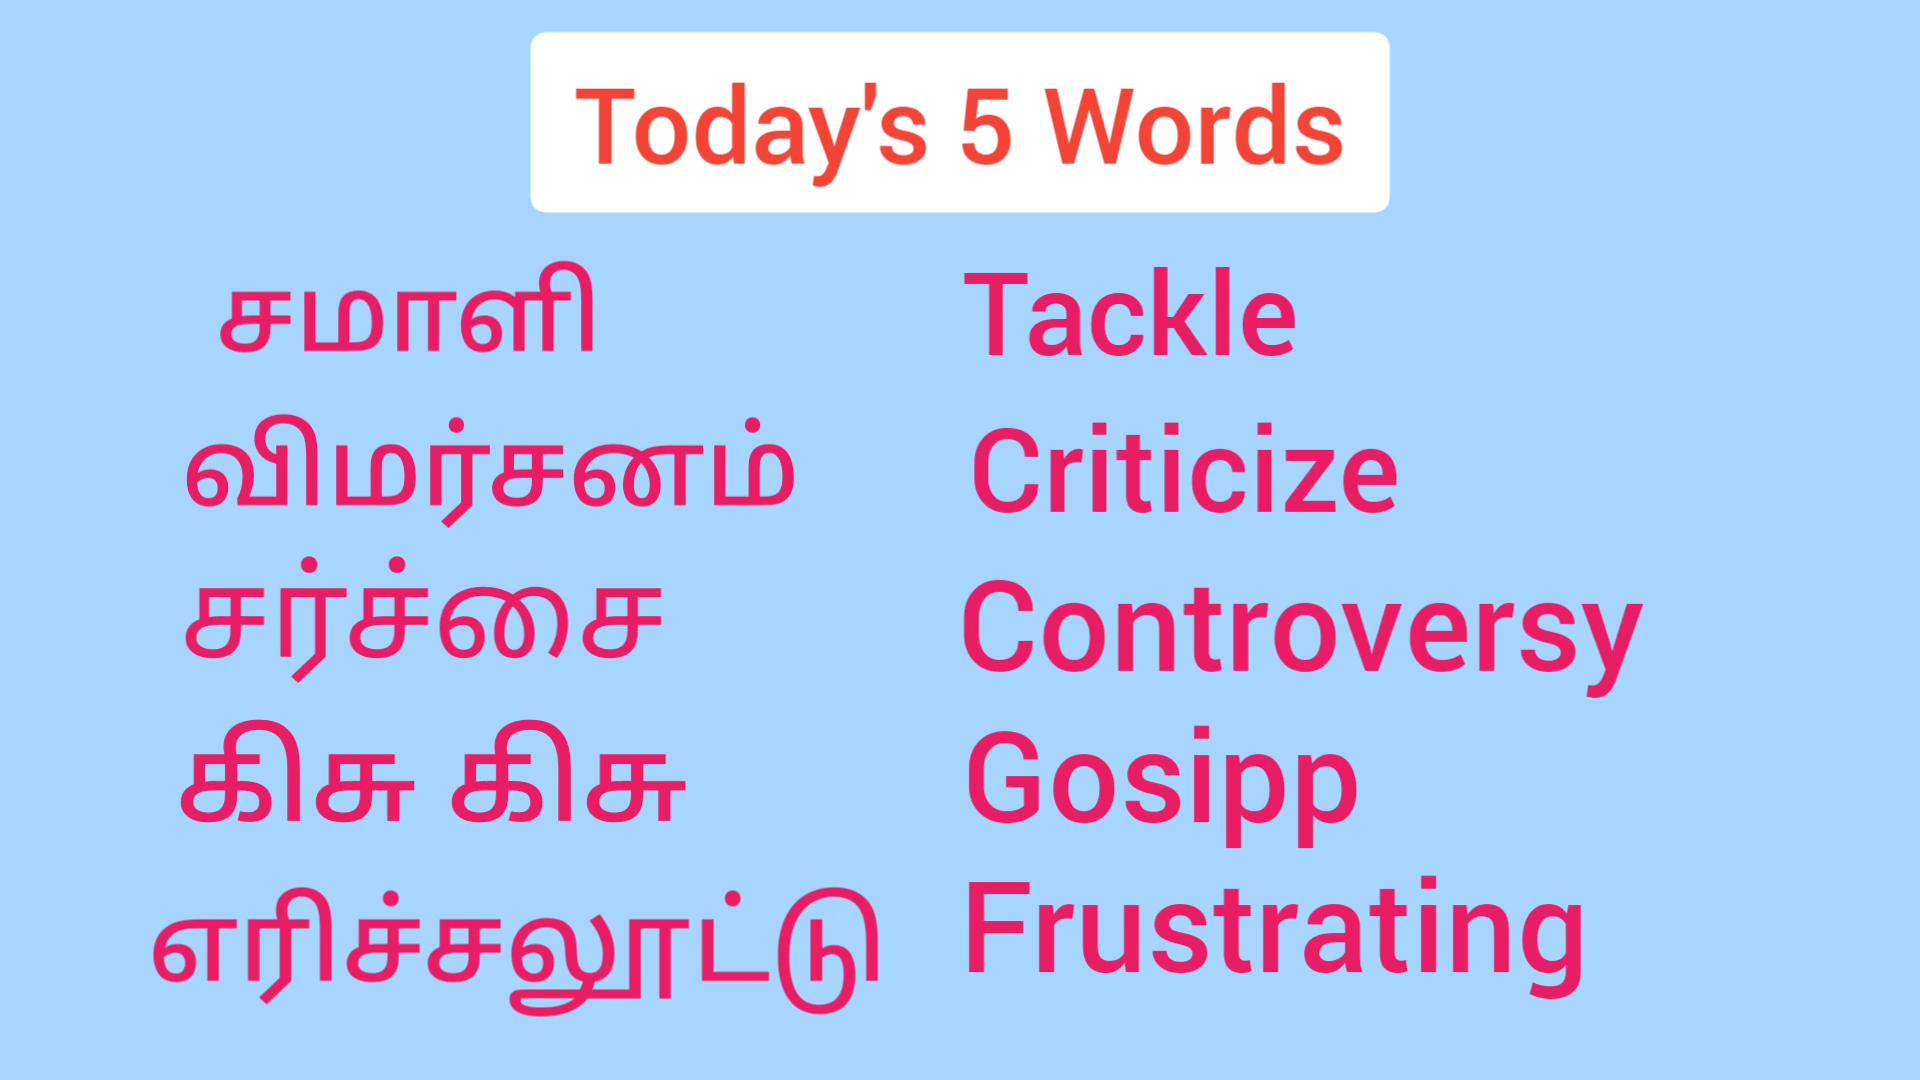 Today's 5 Words
சமாளி Tackle
விமர்சனம் Criticize
சர்ச்சை Controversy
கிசு கிசு Gosipp
எரிச்சலூட்டு Frustrating